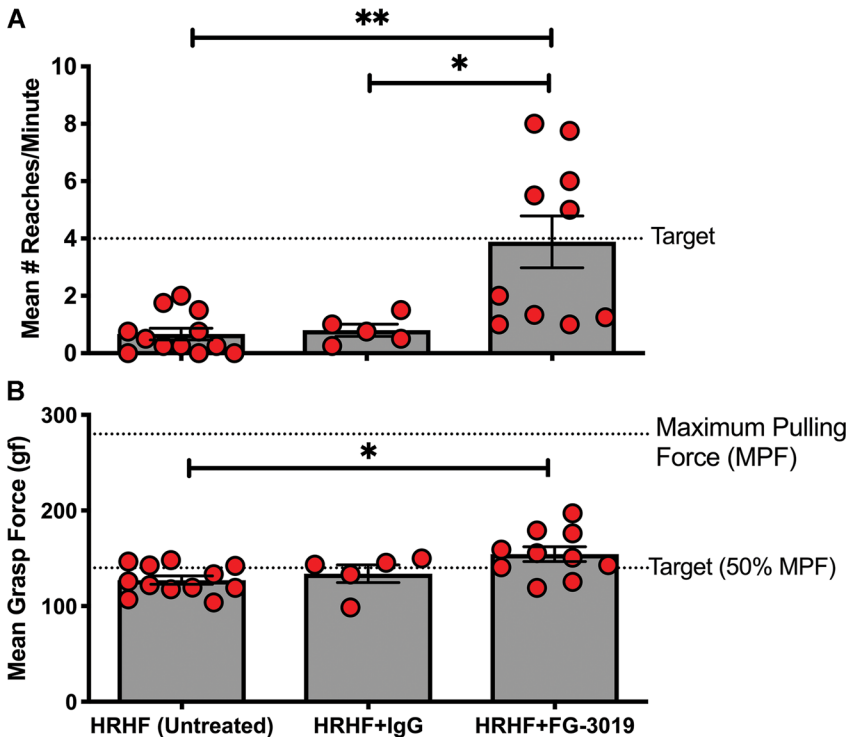 A
**
*
10
8
6
4
2
0
Mean # Reaches/Minute
Target
B
300
200
100
0
Mean Grasp Force (gf)
*
Maximum Pulling
Force (MPF)
Target (50% MPF)
HRHF (Untreated) HRHF+IgG HRHF+FG-3019